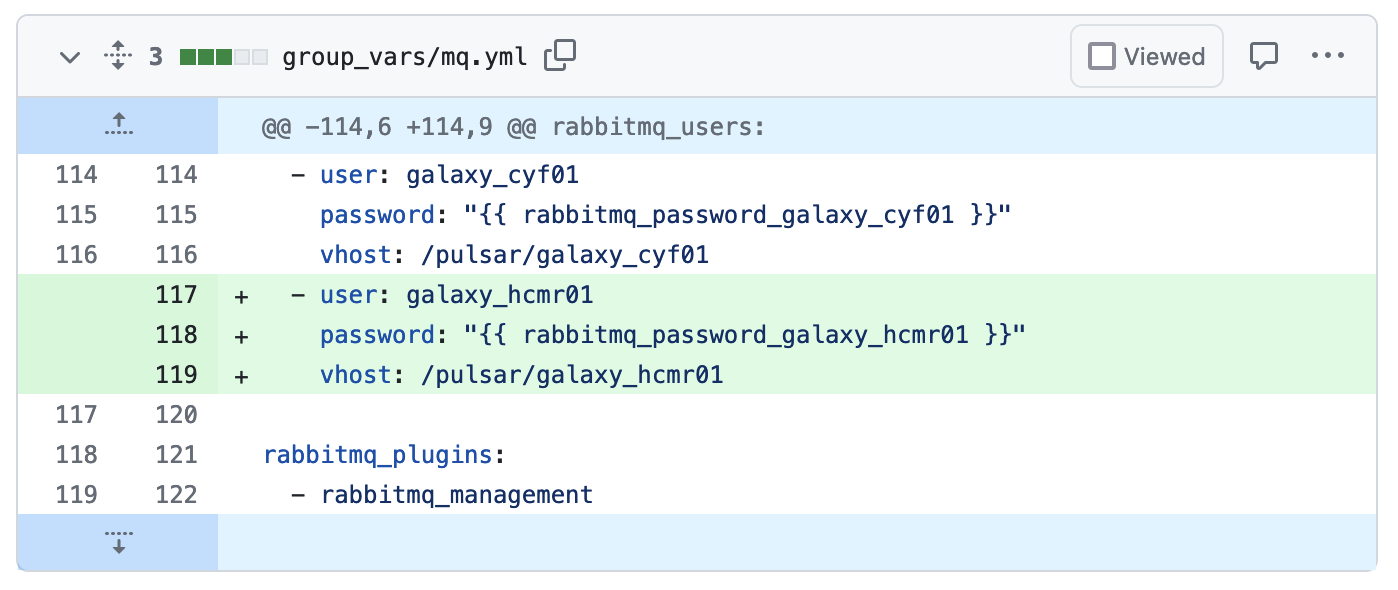 3 group_vars/mq.yml Viewed
@@ -114,6 +114,9 @@ rabbitmq_users:
114 114 - user: galaxy_cyf01
115 115 password: "{{ rabbitmq_password_galaxy_cyf01 }}"
116 116 vhost: /pulsar/galaxy_cyf01
117 + - user: galaxy_hcmr01
118 + password: "{{ rabbitmq_password_galaxy_hcmr01 }}"
119 + vhost: /pulsar/galaxy_hcmr01
117 120
118 121 rabbitmq_plugins:
119 122 - rabbitmq_management